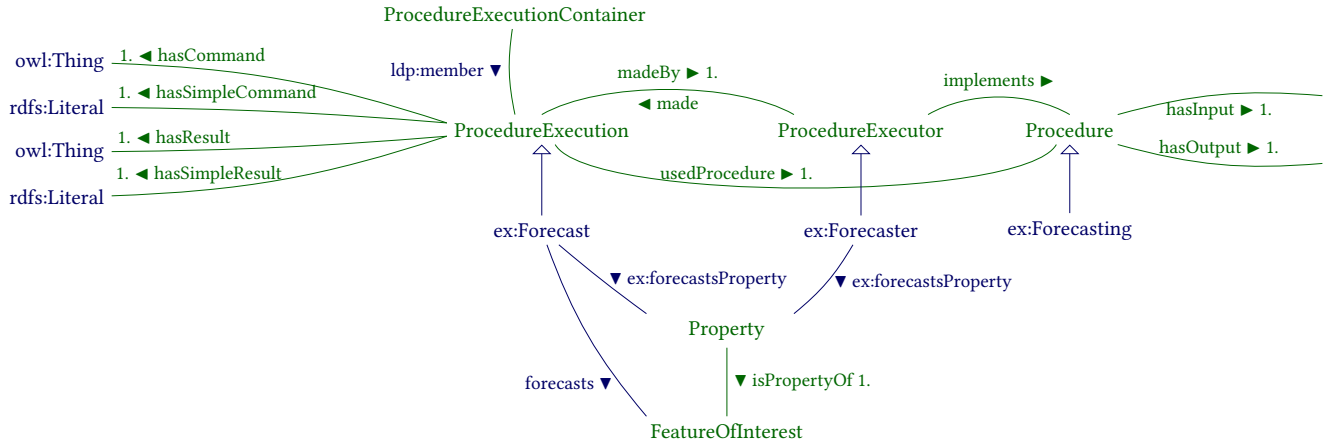 ProcedureExecutionContainer
owl:Thing
1. ◄ hasCommand
ldp:member ▼
madeBy ► 1.
implements ►
rdfs:Literal
1. ◄ hasSimpleCommand
◄ made
hasInput ► 1.
owl:Thing
1. ◄ hasResult
ProcedureExecution
ProcedureExecutor
Procedure
hasOutput ► 1.
rdfs:Literal
1. ◄ hasSimpleResult
usedProcedure ► 1.
ex:Forecast
ex:Forecaster
ex:Forecasting
▼ ex:forecastsProperty
▼ ex:forecastsProperty
Property
forecasts ▼
▼ isPropertyOf 1.
FeatureOfInterest